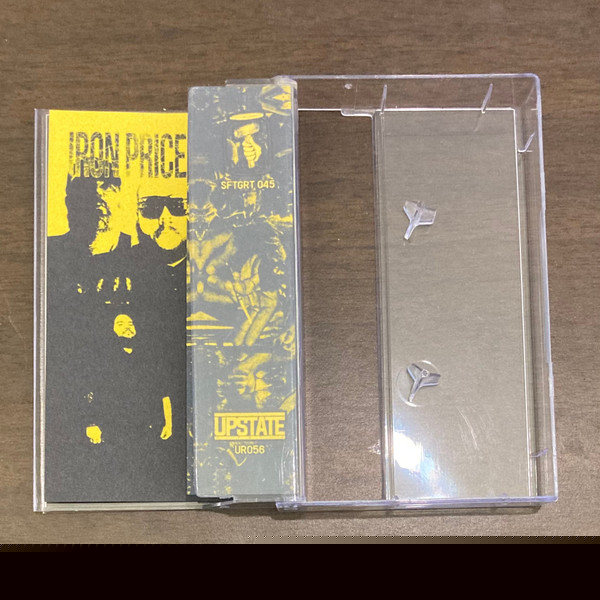 IRON PRICE
SFTGRT 045
UPSTATE
UR056